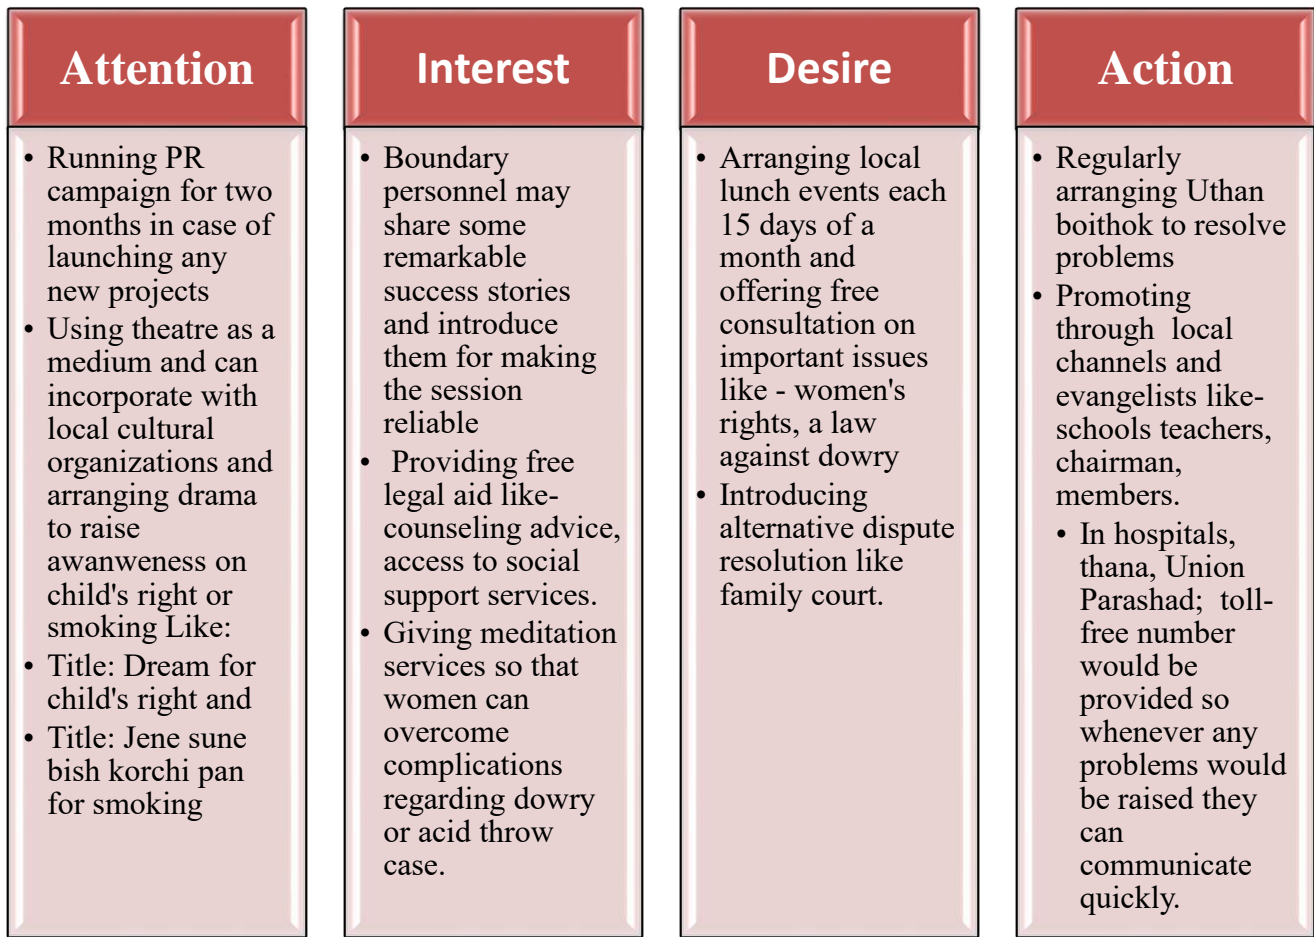 Attention
• Running PR
campaign for two
months in case of
launching any
new projects
• Using theatre as a
medium and can
incorporate with
local cultural
organizations and
arranging drama
to raise
awanweness on
child's right or
smoking Like:
• Title: Dream for
child's right and
• Title: Jene sune
bish korchi pan
for smoking
Interest
• Boundary
personnel may
share some
remarkable
success stories
and introduce
them for making
the session
reliable
• Providing free
legal aid like-
counseling advice,
access to social
support services.
• Giving meditation
services so that
women can
overcome
complications
regarding dowry
or acid throw
case.
Desire
• Arranging local
lunch events each
15 days of a
month and
offering free
consultation on
important issues
like - women's
rights, a law
against dowry
• Introducing
alternative dispute
resolution like
family court.
Action
• Regularly
arranging Uthan
boithok to resolve
problems
• Promoting
through local
channels and
evangelists like-
schools teachers,
chairman,
members.
• In hospitals,
thana, Union
Parashad; toll-
free number
would be
provided so
whenever any
problems would
be raised they
can
communicate
quickly.